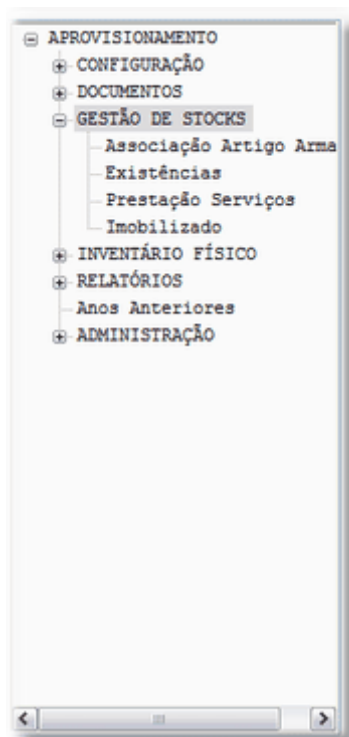 APROVISIONAMENTO
CONFIGURAÇÃO
DOCUMENTOS
GESTÃO DE STOCKS
Associação Artigo Arma
Existências
Prestação Serviços
Imobilizado
INVENTÁRIO FÍSICO
RELATÓRIOS
Anos Anteriores
ADMINISTRAÇÃO